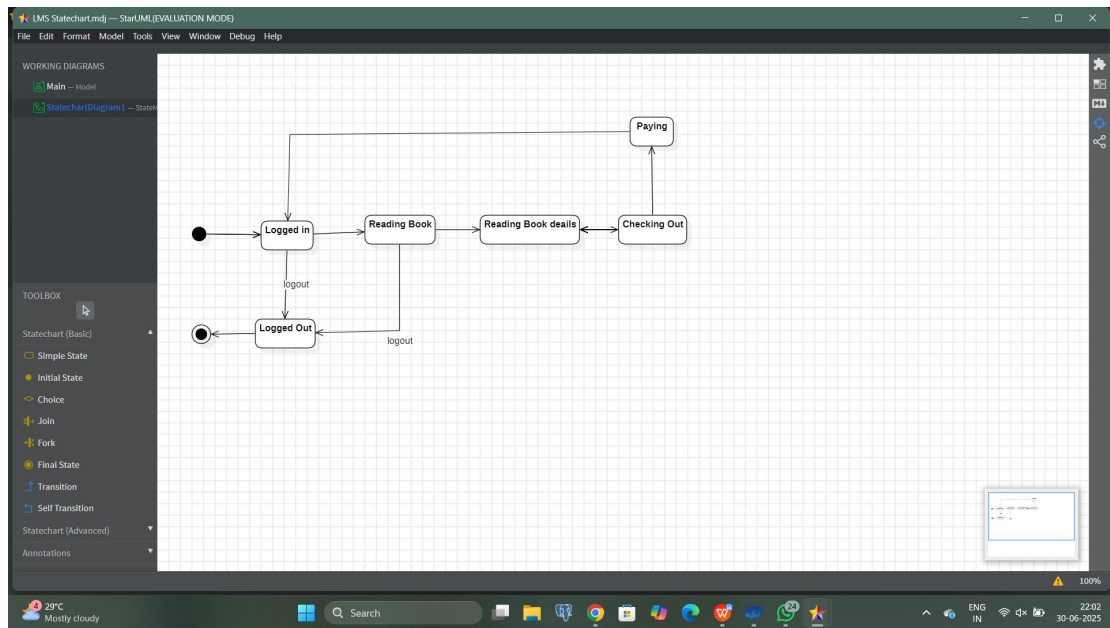 LMS Statechart.mdj — StarUML(EVALUATION MODE)
File Edit Format Model Tools View Window Debug Help
WORKING DIAGRAMS
Main — Model
StatechartDiagram1 — StateM
Paying
Logged in
Reading Book
Reading Book deails
Checking Out
logout
Logged Out
logout
TOOLBOX
Statechart (Basic)
Simple State
Initial State
Choice
Join
Fork
Final State
Transition
Self Transition
Statechart (Advanced)
Annotations
100%
4
29°C
Mostly cloudy
Search
24
ENG
IN
22:02
30-06-2025